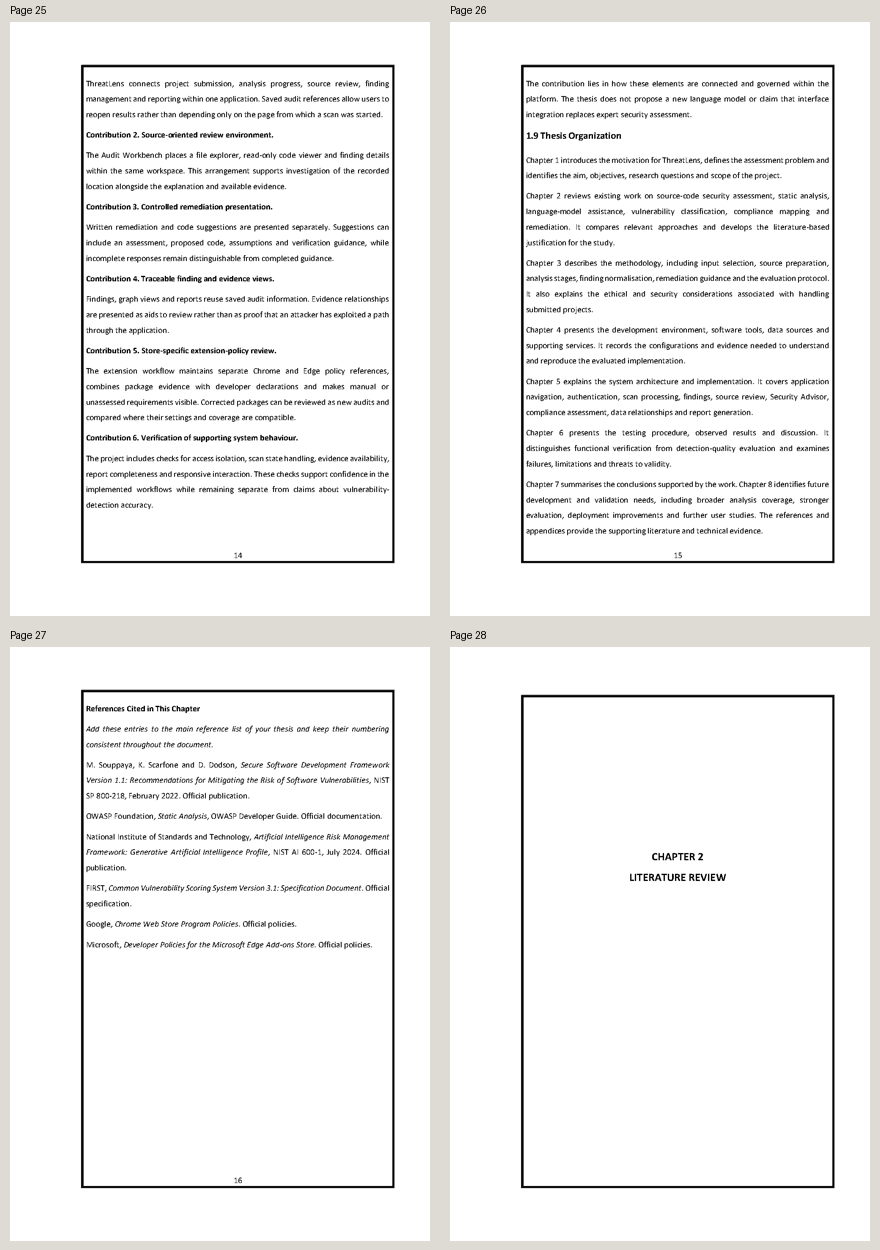 Page 25
ThreatLens connects project submission, analysis progress, source review, finding
management and reporting within one application. Saved audit references allow users to
reopen results rather than depending only on the page from which a scan was started.
Contribution 2. Source-oriented review environment.
The Audit Workbench places a file explorer, read-only code viewer and finding details
within the same workspace. This arrangement supports investigation of the recorded
location alongside the explanation and available evidence.
Contribution 3. Controlled remediation presentation.
Written remediation and code suggestions are presented separately. Suggestions can
include an assessment, proposed code, assumptions and verification guidance, while
incomplete responses remain distinguishable from completed guidance.
Contribution 4. Traceable finding and evidence views.
Findings, graph views and reports reuse saved audit information. Evidence relationships
are presented as aids to review rather than as proof that an attacker has exploited a path
through the application.
Contribution 5. Store-specific extension-policy review.
The extension workflow maintains separate Chrome and Edge policy references,
combines package evidence with developer declarations and makes manual or
unassessed requirements visible. Corrected packages can be reviewed as new audits and
compared where their settings and coverage are compatible.
Contribution 6. Verification of supporting system behaviour.
The project includes checks for access isolation, scan state handling, evidence availability,
report completeness and responsive interaction. These checks support confidence in the
implemented workflows while remaining separate from claims about vulnerability-
detection accuracy.
14
Page 26
The contribution lies in how these elements are connected and governed within the
platform. The thesis does not propose a new language model or claim that interface
integration replaces expert security assessment.
1.9 Thesis Organization
Chapter 1 introduces the motivation for ThreatLens, defines the assessment problem and
identifies the aim, objectives, research questions and scope of the project.
Chapter 2 reviews existing work on source-code security assessment, static analysis,
language-model assistance, vulnerability classification, compliance mapping and
remediation. It compares relevant approaches and develops the literature-based
justification for the study.
Chapter 3 describes the methodology, including input selection, source preparation,
analysis stages, finding normalisation, remediation guidance and the evaluation protocol.
It also explains the ethical and security considerations associated with handling
submitted projects.
Chapter 4 presents the development environment, software tools, data sources and
supporting services. It records the configurations and evidence needed to understand
and reproduce the evaluated implementation.
Chapter 5 explains the system architecture and implementation. It covers application
navigation, authentication, scan processing, findings, source review, Security Advisor,
compliance assessment, data relationships and report generation.
Chapter 6 presents the testing procedure, observed results and discussion. It
distinguishes functional verification from detection-quality evaluation and examines
failures, limitations and threats to validity.
Chapter 7 summarises the conclusions supported by the work. Chapter 8 identifies future
development and validation needs, including broader analysis coverage, stronger
evaluation, deployment improvements and further user studies. The references and
appendices provide the supporting literature and technical evidence.
15
Page 27
References Cited in This Chapter
Add these entries to the main reference list of your thesis and keep their numbering
consistent throughout the document.
M. Souppaya, K. Scarfone and D. Dodson, Secure Software Development Framework
Version 1.1: Recommendations for Mitigating the Risk of Software Vulnerabilities, NIST
SP 800-218, February 2022. Official publication.
OWASP Foundation, Static Analysis, OWASP Developer Guide. Official documentation.
National Institute of Standards and Technology, Artificial Intelligence Risk Management
Framework: Generative Artificial Intelligence Profile, NIST AI 600-1, July 2024. Official
publication.
FIRST, Common Vulnerability Scoring System Version 3.1: Specification Document. Official
specification.
Google, Chrome Web Store Program Policies. Official policies.
Microsoft, Developer Policies for the Microsoft Edge Add-ons Store. Official policies.
16
Page 28
CHAPTER 2
LITERATURE REVIEW